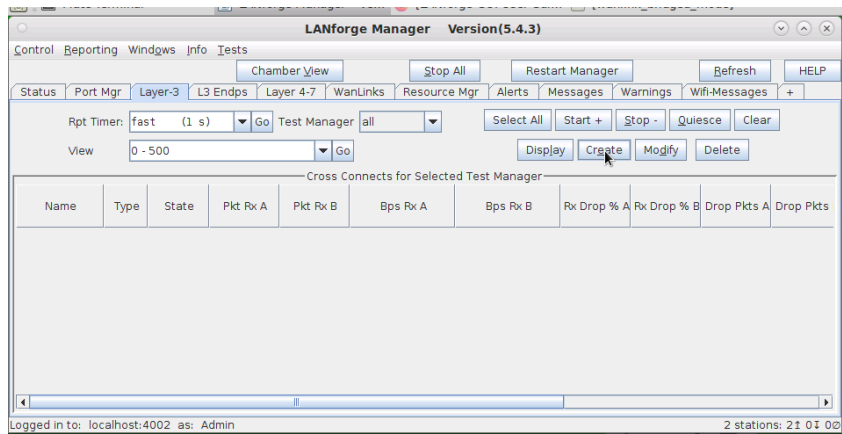 LANforge Manager Version(5.4.3)
Control Reporting Windows Info Tests
Chamber View Stop All Restart Manager Refresh HELP
Status Port Mgr Layer-3 L3 Endps Layer 4-7 WanLinks Resource Mgr Alerts Messages Warnings Wifi-Messages +
Rpt Timer: fast (1 s) Go Test Manager all Select All Start + Stop - Quiesce Clear
View 0 - 500 Go Display Create Modify Delete
Cross Connects for Selected Test Manager
Name Type State Pkt Rx A Pkt Rx B Bps Rx A Bps Rx B Rx Drop % A Rx Drop % B Drop Pkts A Drop Pkts
Logged in to: localhost:4002 as: Admin 2 stations: 2↥ 0↧ 0∅